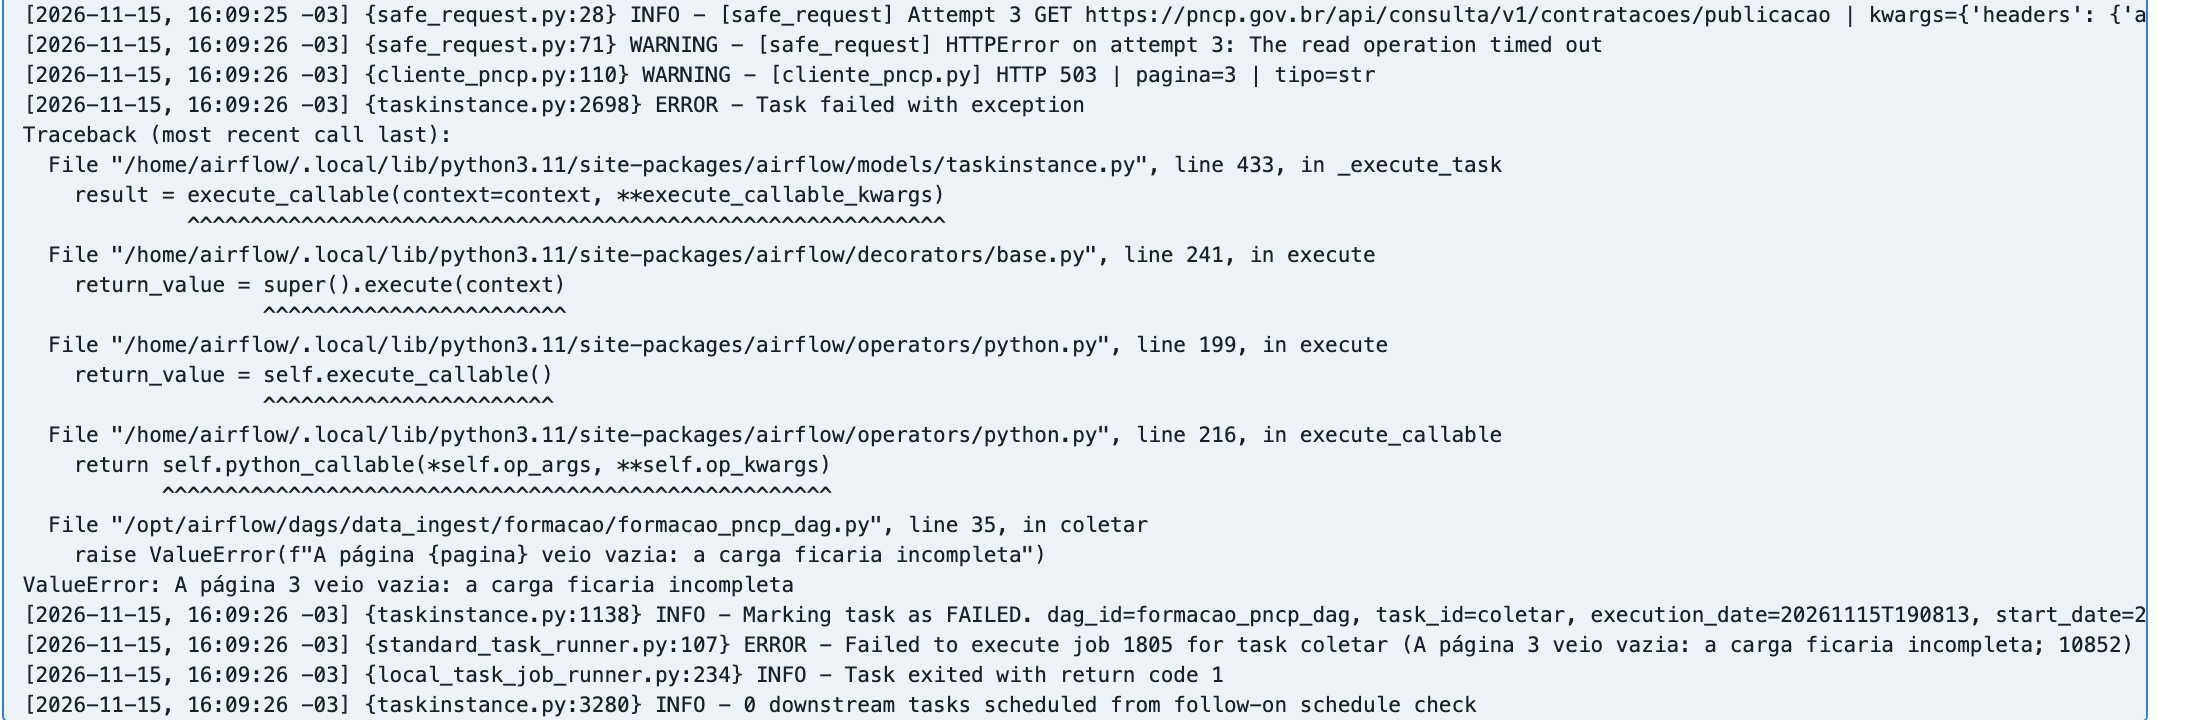 [2026-11-15, 16:09:25 -03] {safe_request.py:28} INFO - [safe_request] Attempt 3 GET https://pncp.gov.br/api/consulta/v1/contratacoes/publicacao | kwargs={'headers': {'a
[2026-11-15, 16:09:26 -03] {safe_request.py:71} WARNING - [safe_request] HTTPError on attempt 3: The read operation timed out
[2026-11-15, 16:09:26 -03] {cliente_pncp.py:110} WARNING - [cliente_pncp.py] HTTP 503 | pagina=3 | tipo=str
[2026-11-15, 16:09:26 -03] {taskinstance.py:2698} ERROR - Task failed with exception
Traceback (most recent call last):
  File "/home/airflow/.local/lib/python3.11/site-packages/airflow/models/taskinstance.py", line 433, in _execute_task
    result = execute_callable(context=context, **execute_callable_kwargs)
             ^^^^^^^^^^^^^^^^^^^^^^^^^^^^^^^^^^^^^^^^^^^^^^^^^^^^^^^^^^^^
  File "/home/airflow/.local/lib/python3.11/site-packages/airflow/decorators/base.py", line 241, in execute
    return_value = super().execute(context)
                   ^^^^^^^^^^^^^^^^^^^^^^^^
  File "/home/airflow/.local/lib/python3.11/site-packages/airflow/operators/python.py", line 199, in execute
    return_value = self.execute_callable()
                   ^^^^^^^^^^^^^^^^^^^^^^^
  File "/home/airflow/.local/lib/python3.11/site-packages/airflow/operators/python.py", line 216, in execute_callable
    return self.python_callable(*self.op_args, **self.op_kwargs)
           ^^^^^^^^^^^^^^^^^^^^^^^^^^^^^^^^^^^^^^^^^^^^^^^^^^^^^
  File "/opt/airflow/dags/data_ingest/formacao/formacao_pncp_dag.py", line 35, in coletar
    raise ValueError(f"A página {pagina} veio vazia: a carga ficaria incompleta")
ValueError: A página 3 veio vazia: a carga ficaria incompleta
[2026-11-15, 16:09:26 -03] {taskinstance.py:1138} INFO - Marking task as FAILED. dag_id=formacao_pncp_dag, task_id=coletar, execution_date=20261115T190813, start_date=2
[2026-11-15, 16:09:26 -03] {standard_task_runner.py:107} ERROR - Failed to execute job 1805 for task coletar (A página 3 veio vazia: a carga ficaria incompleta; 10852)
[2026-11-15, 16:09:26 -03] {local_task_job_runner.py:234} INFO - Task exited with return code 1
[2026-11-15, 16:09:26 -03] {taskinstance.py:3280} INFO - 0 downstream tasks scheduled from follow-on schedule check